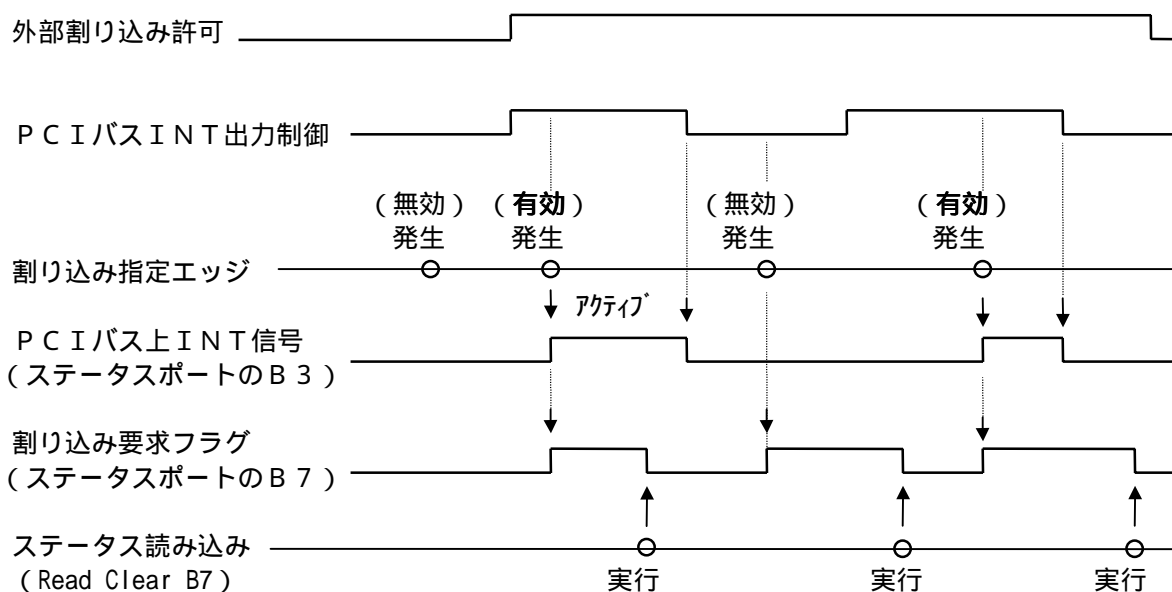 外部割り込み許可
ＰＣＩバスＩＮＴ出力制御
（無効） （有効） （無効） （有効）
発生 発生 発生 発生
割り込み指定エッジ
ｱｸﾃｨﾌﾞ
ＰＣＩバス上ＩＮＴ信号
（ステータスポートのＢ３）
割り込み要求フラグ
（ステータスポートのＢ７）
ステータス読み込み
（Read Clear B7） 実行 実行 実行